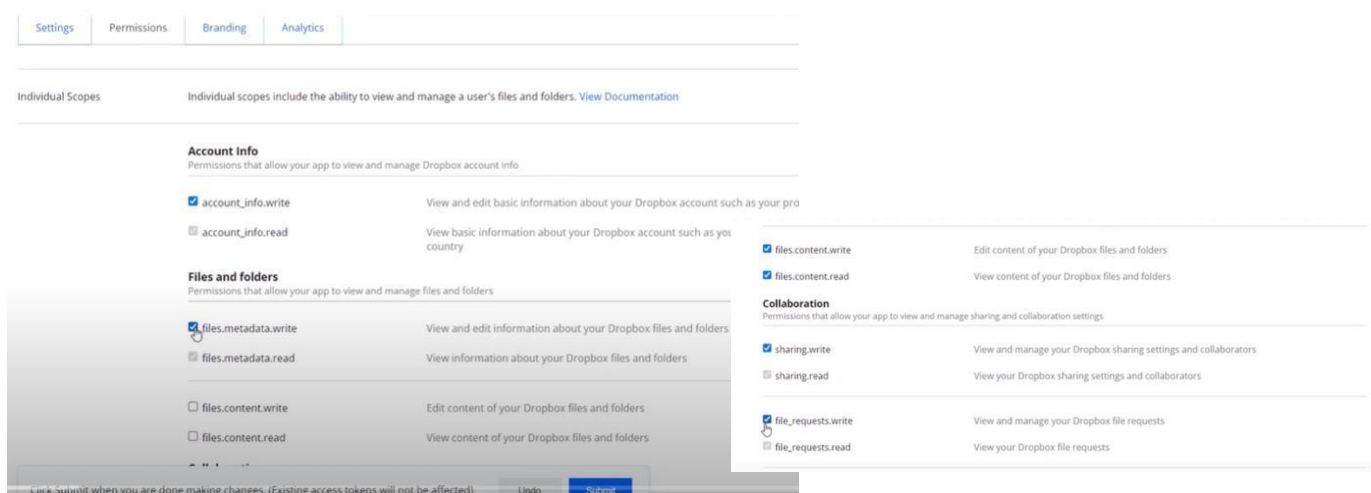 Settings Permissions Branding Analytics
Individual Scopes Individual scopes include the ability to view and manage a user's files and folders. View Documentation
Account Info
Permissions that allow your app to view and manage Dropbox account info
account_info.write View and edit basic information about your Dropbox account such as your pro
account_info.read View basic information about your Dropbox account such as you
country
Files and folders
Permissions that allow your app to view and manage files and folders
files.metadata.write View and edit information about your Dropbox files and folders
files.metadata.read View information about your Dropbox files and folders
files.content.write Edit content of your Dropbox files and folders
files.content.read View content of your Dropbox files and folders
Click Submit when you are done making changes. (Existing access tokens will not be affected) Undo Submit
files.content.write Edit content of your Dropbox files and folders
files.content.read View content of your Dropbox files and folders
Collaboration
Permissions that allow your app to view and manage sharing and collaboration settings
sharing.write View and manage your Dropbox sharing settings and collaborators
sharing.read View your Dropbox sharing settings and collaborators
file_requests.write View and manage your Dropbox file requests
file_requests.read View your Dropbox file requests